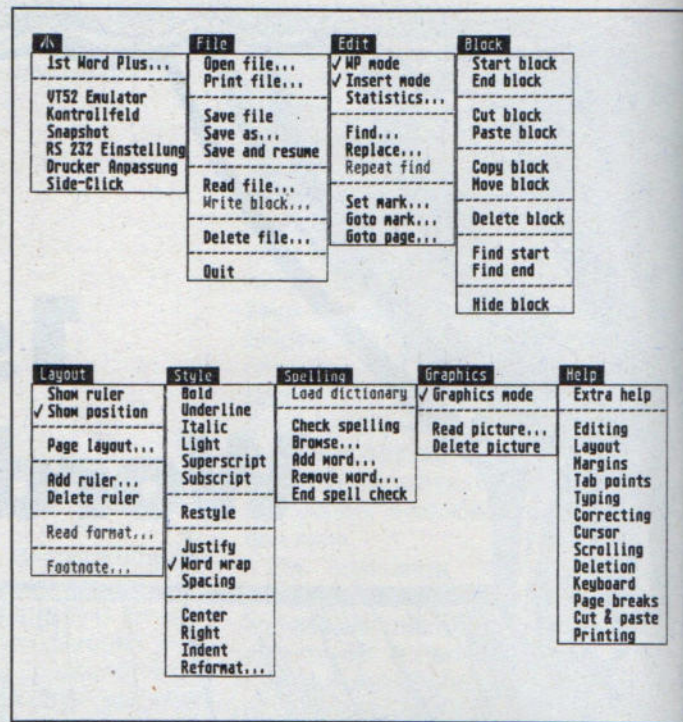 1st Word Plus...
VT52 Emulator
Kontrollfeld
Snapshot
RS 232 Einstellung
Drucker Anpassung
Side-Click
File
Open file...
Print file...
Save file
Save as...
Save and resume
Read file...
Write block...
Delete file...
Quit
Edit
✓ WP mode
✓ Insert mode
Statistics...
Find...
Replace...
Repeat find
Set mark...
Goto mark...
Goto page...
Block
Start block
End block
Cut block
Paste block
Copy block
Move block
Delete block
Find start
Find end
Hide block
Layout
Show ruler
✓ Show position
Page layout...
Add ruler...
Delete ruler
Read format...
Footnote...
Style
Bold
Underline
Italic
Light
Superscript
Subscript
Restyle
Justify
✓ Word wrap
Spacing
Center
Right
Indent
Reformat...
Spelling
Load dictionary
Check spelling
Browse...
Add word...
Remove word...
End spell check
Graphics
✓ Graphics mode
Read picture...
Delete picture
Help
Extra help
Editing
Layout
Margins
Tab points
Typing
Correcting
Cursor
Scrolling
Deletion
Keyboard
Page breaks
Cut & paste
Printing